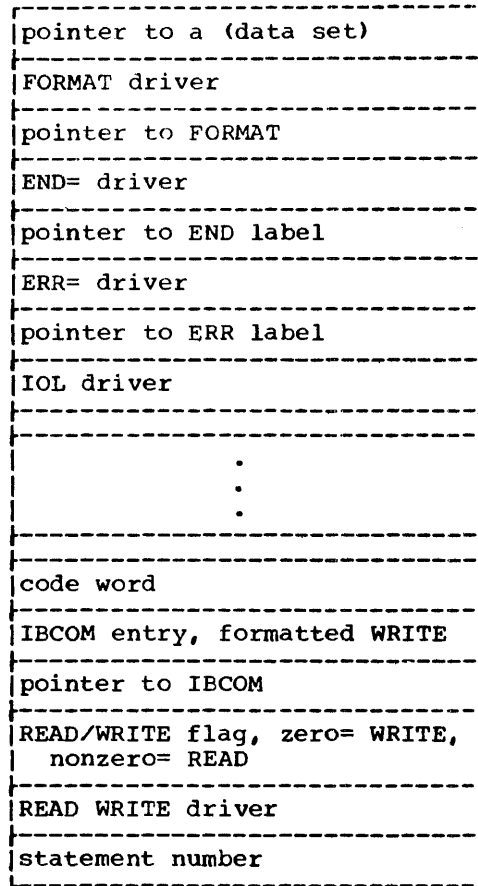 pointer to a (data set)
FORMAT driver
pointer to FORMAT
END= driver
pointer to END label
ERR= driver
pointer to ERR label
IOL driver
.
.
.
code word
IBCOM entry, formatted WRITE
pointer to IBCOM
READ/WRITE flag, zero= WRITE,
nonzero= READ
READ WRITE driver
statement number